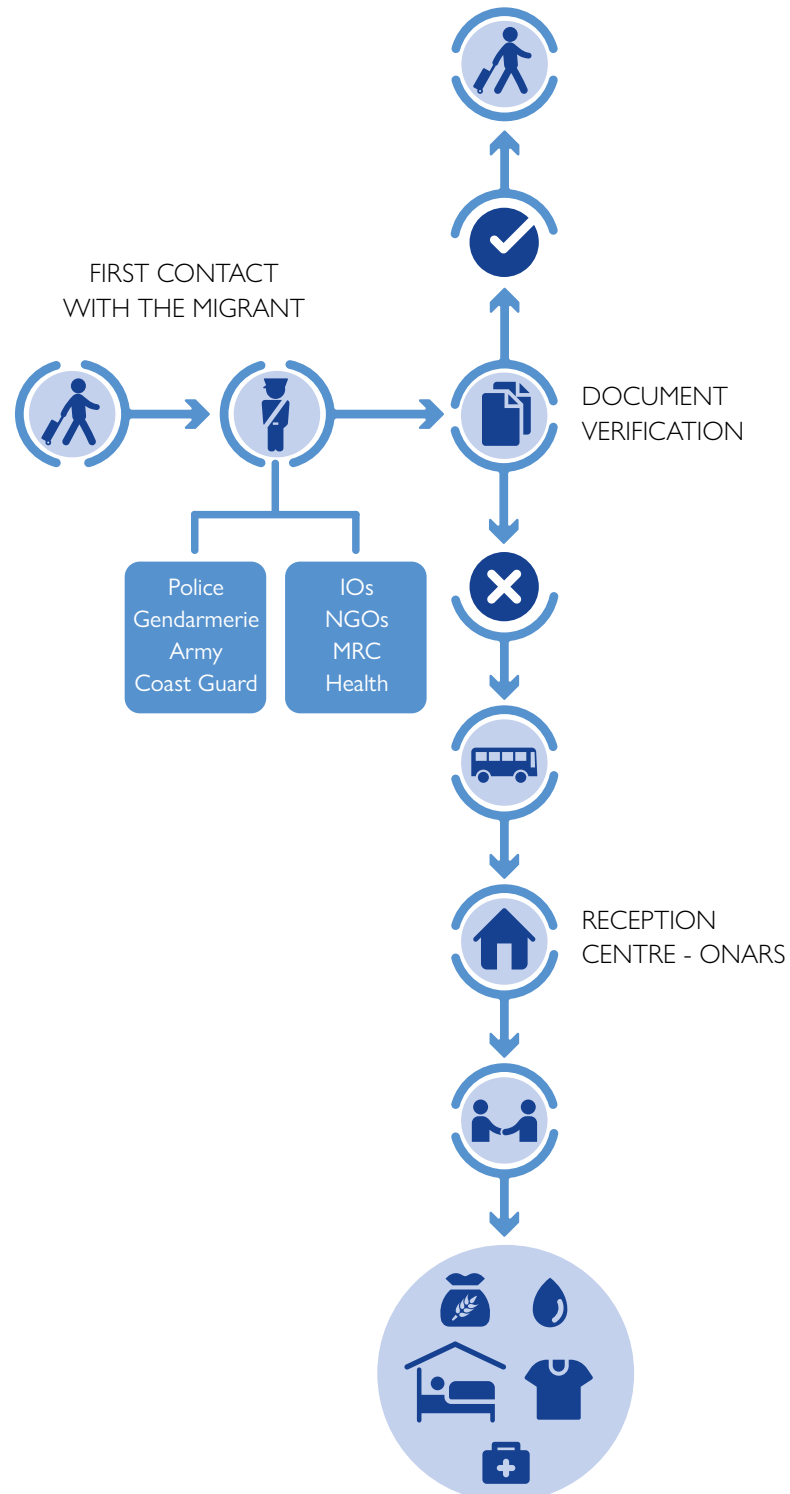 FIRST CONTACT
WITH THE MIGRANT
DOCUMENT
VERIFICATION
Police
Gendarmerie
Army
Coast Guard
IOs
NGOs
MRC
Health
RECEPTION
CENTRE - ONARS